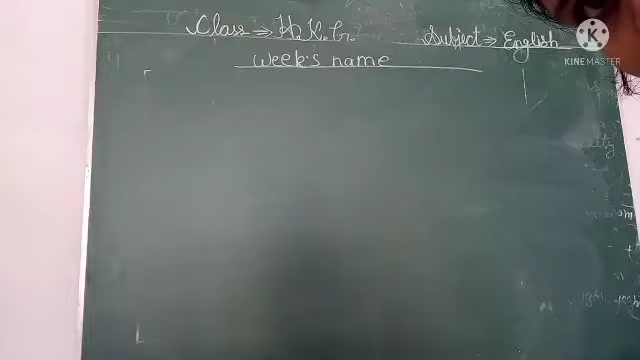 Class ⇒ H.K.G. Subject ⇒ English
week's name
KINEMASTER